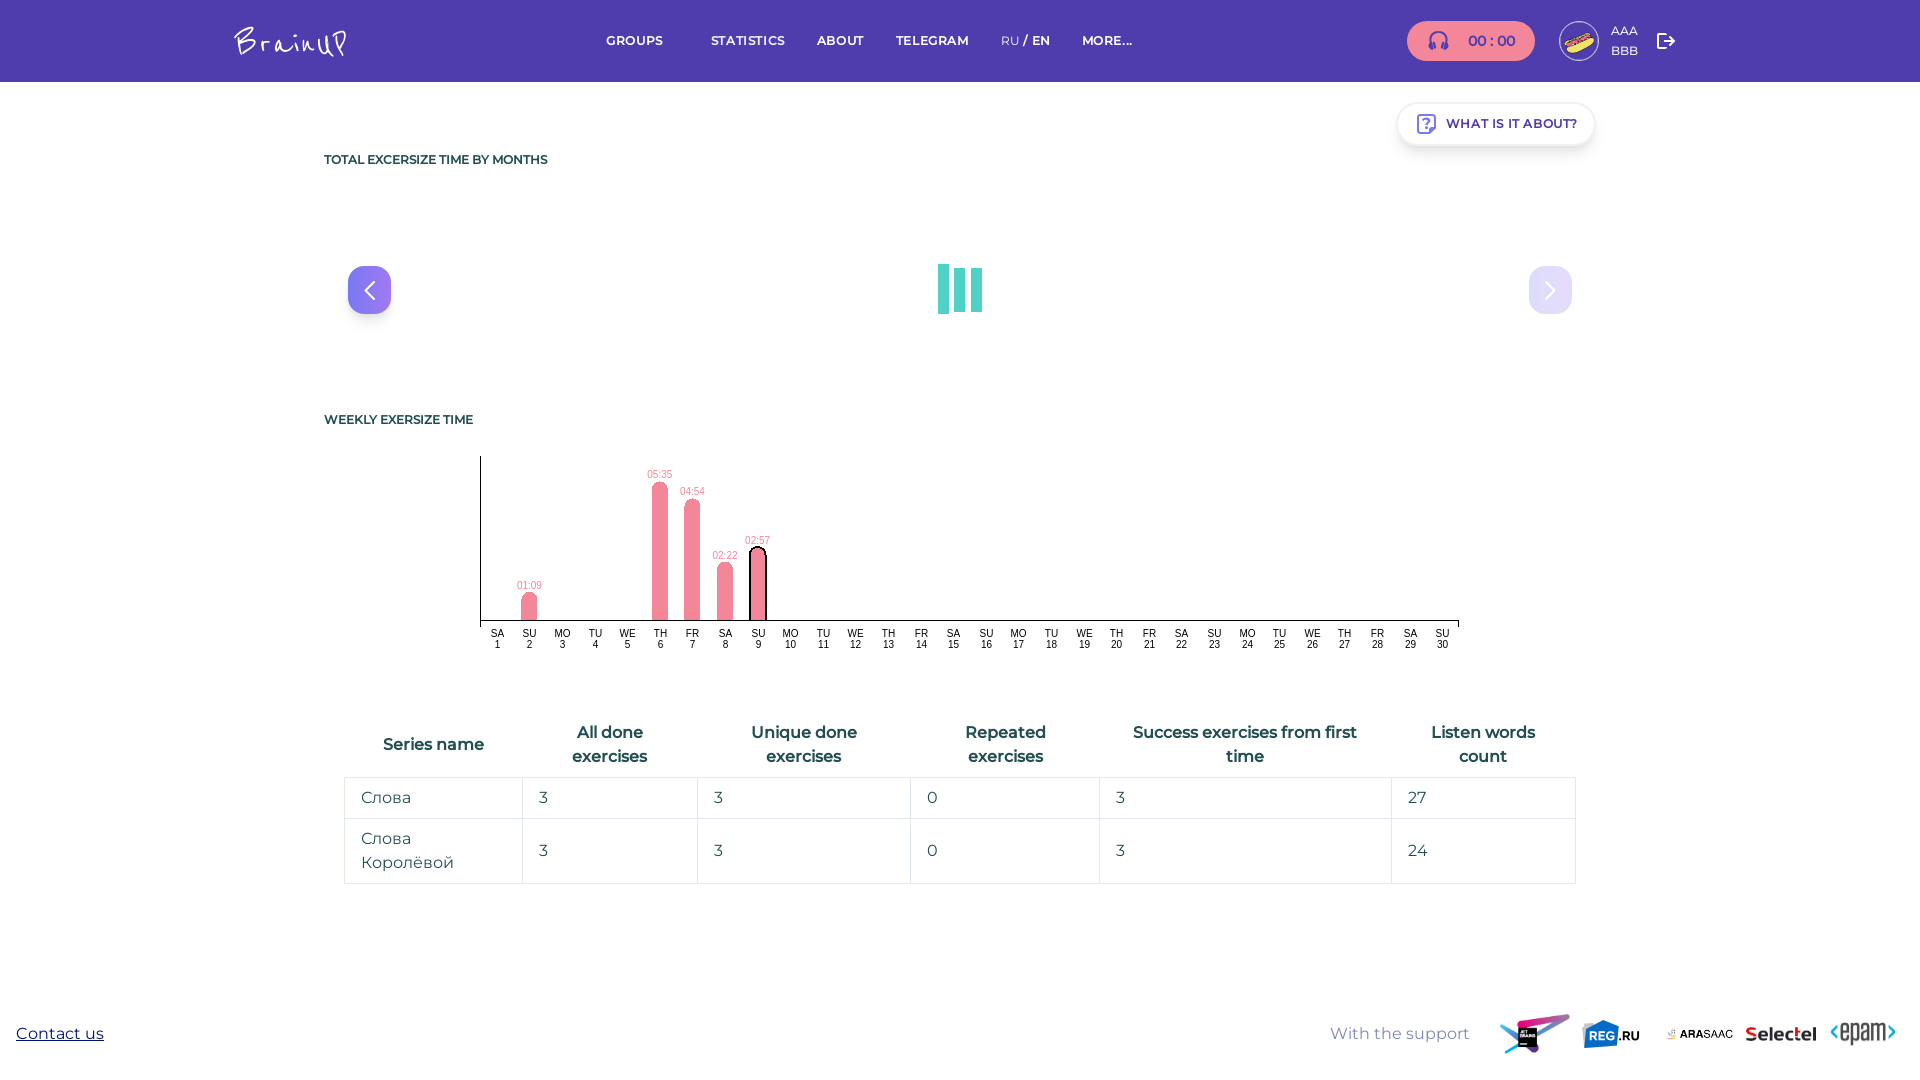 BrainUP
GROUPS STATISTICS ABOUT TELEGRAM RU / EN MORE...
00 : 00
AAA
BBB
WHAT IS IT ABOUT?
TOTAL EXCERSIZE TIME BY MONTHS
WEEKLY EXERSIZE TIME
01:09 05:35 04:54 02:22 02:57
SA SU MO TU WE TH FR SA SU MO TU WE TH FR SA SU MO TU WE TH FR SA SU MO TU WE TH FR SA SU
1 2 3 4 5 6 7 8 9 10 11 12 13 14 15 16 17 18 19 20 21 22 23 24 25 26 27 28 29 30
Series name All done exercises Unique done exercises Repeated exercises Success exercises from first time Listen words count
Слова 3 3 0 3 27
Слова Королёвой 3 3 0 3 24
Contact us
With the support
REG.RU
ARASAAC
Selectel
<epam>